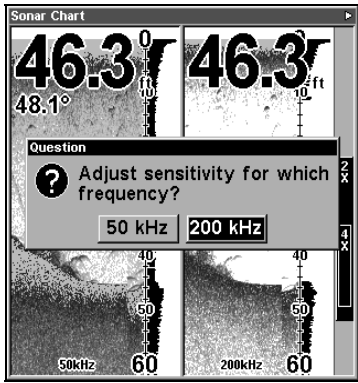 Sonar Chart
46.3 ft
48.1°
46.3 ft
0
10
10
Question
? Adjust sensitivity for which
frequency?
50 kHz 200 kHz
2X
4X
40
40
50
50
50kHz 60
200kHz 60